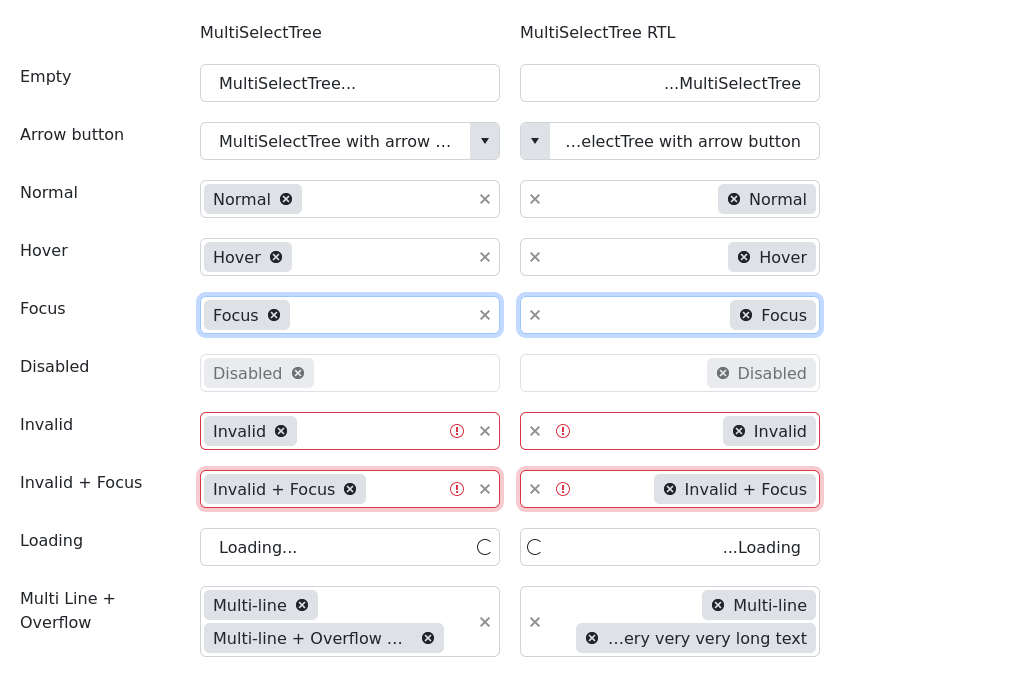 MultiSelectTree MultiSelectTree RTL
Empty MultiSelectTree... ...MultiSelectTree
Arrow button MultiSelectTree with arrow ... ...electTree with arrow button
Normal Normal Normal
Hover Hover Hover
Focus Focus Focus
Disabled Disabled Disabled
Invalid Invalid Invalid
Invalid + Focus Invalid + Focus Invalid + Focus
Loading Loading... ...Loading
Multi Line + Multi-line Multi-line
Overflow Multi-line + Overflow ... ...ery very very long text